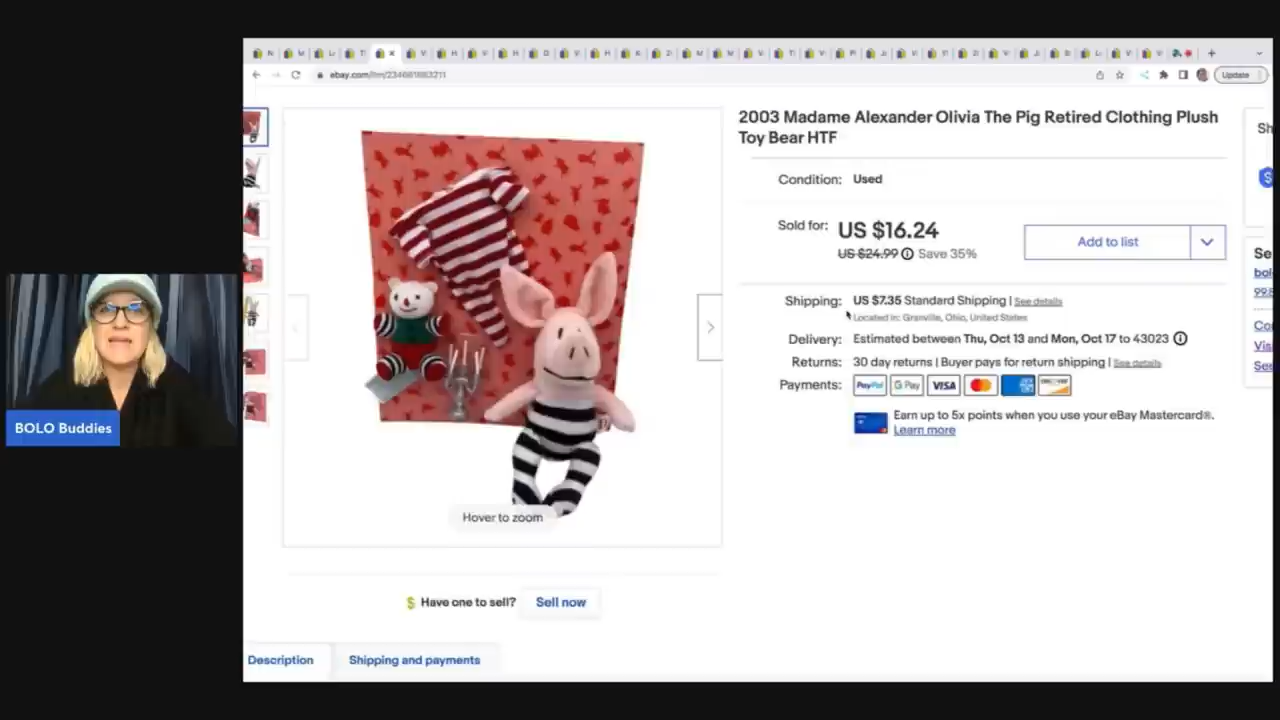 ebay.com/itm/234681863211
Update
2003 Madame Alexander Olivia The Pig Retired Clothing Plush
Toy Bear HTF
Condition: Used
Sold for: US $16.24
Add to list
US $24.99 Save 35%
Shipping: US $7.35 Standard Shipping | See details
Located in: Granville, Ohio, United States
Delivery: Estimated between Thu, Oct 13 and Mon, Oct 17 to 43023
Returns: 30 day returns | Buyer pays for return shipping | See details
Payments: PayPal G Pay VISA
Earn up to 5x points when you use your eBay Mastercard®.
Learn more
Hover to zoom
BOLO Buddies
Have one to sell? Sell now
Description Shipping and payments